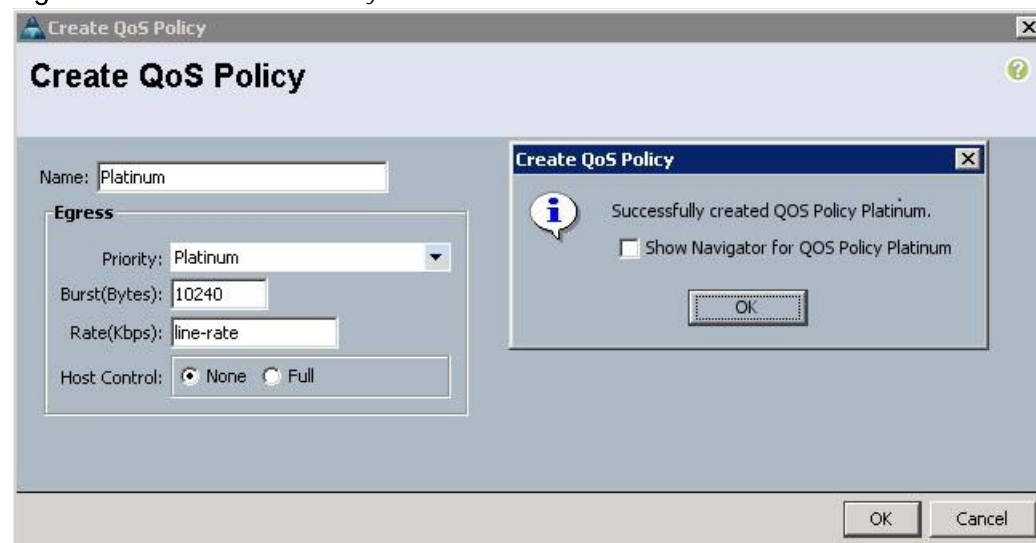 Create QoS Policy
Create QoS Policy
Name: Platinum
Egress
Priority: Platinum
Burst(Bytes): 10240
Rate(Kbps): line-rate
Host Control: None Full
Create QoS Policy
Successfully created QOS Policy Platinum.
Show Navigator for QOS Policy Platinum
OK
OK Cancel